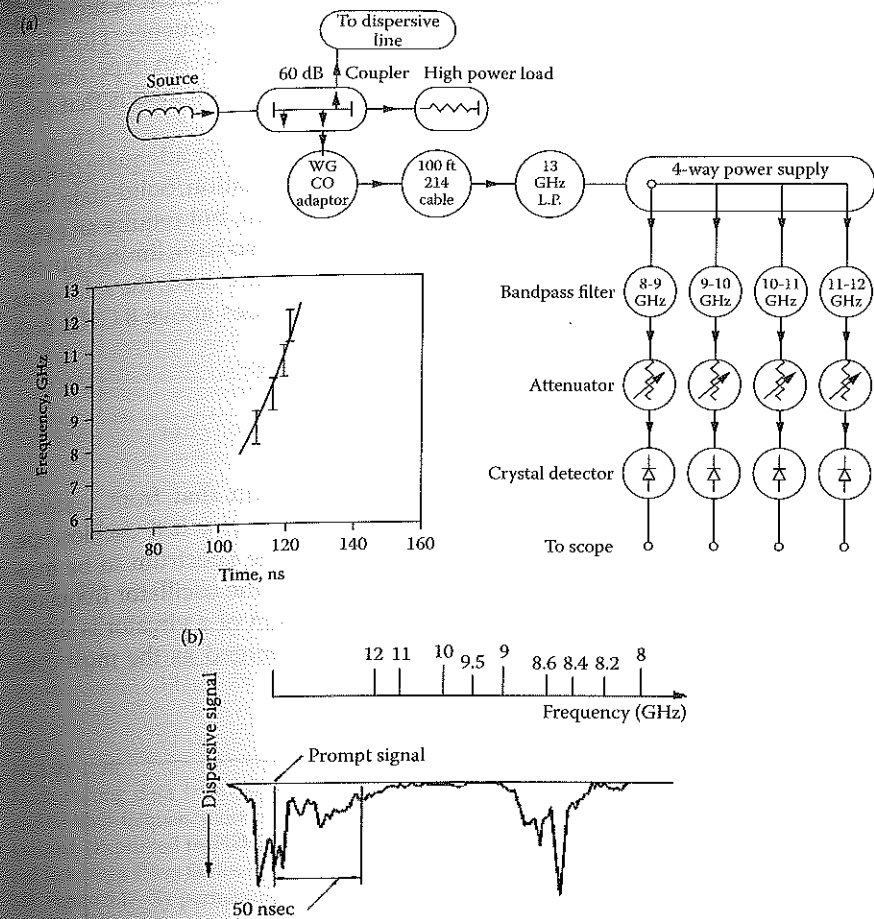 (a)
To dispersive
line
60 dB Coupler High power load
Source
WG
CO
adaptor
100 ft
214
cable
13
GHz
L.P.
4-way power supply
Bandpass filter
8-9
GHz
9-10
GHz
10-11
GHz
11-12
GHz
Attenuator
Crystal detector
To scope
13
12
11
10
9
8
7
6
Frequency, GHz
80 100 120 140 160
Time, ns
(b)
12 11 10 9.5 9 8.6 8.4 8.2 8
Frequency (GHz)
Dispersive signal
Prompt signal
50 nsec